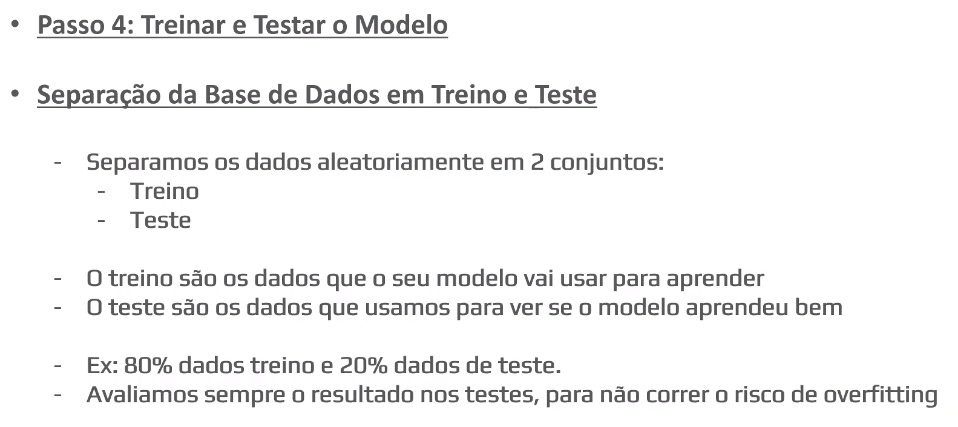 • Passo 4: Treinar e Testar o Modelo
• Separação da Base de Dados em Treino e Teste
- Separamos os dados aleatoriamente em 2 conjuntos:
- Treino
- Teste
- O treino são os dados que o seu modelo vai usar para aprender
- O teste são os dados que usamos para ver se o modelo aprendeu bem
- Ex: 80% dados treino e 20% dados de teste.
- Avaliamos sempre o resultado nos testes, para não correr o risco de overfitting